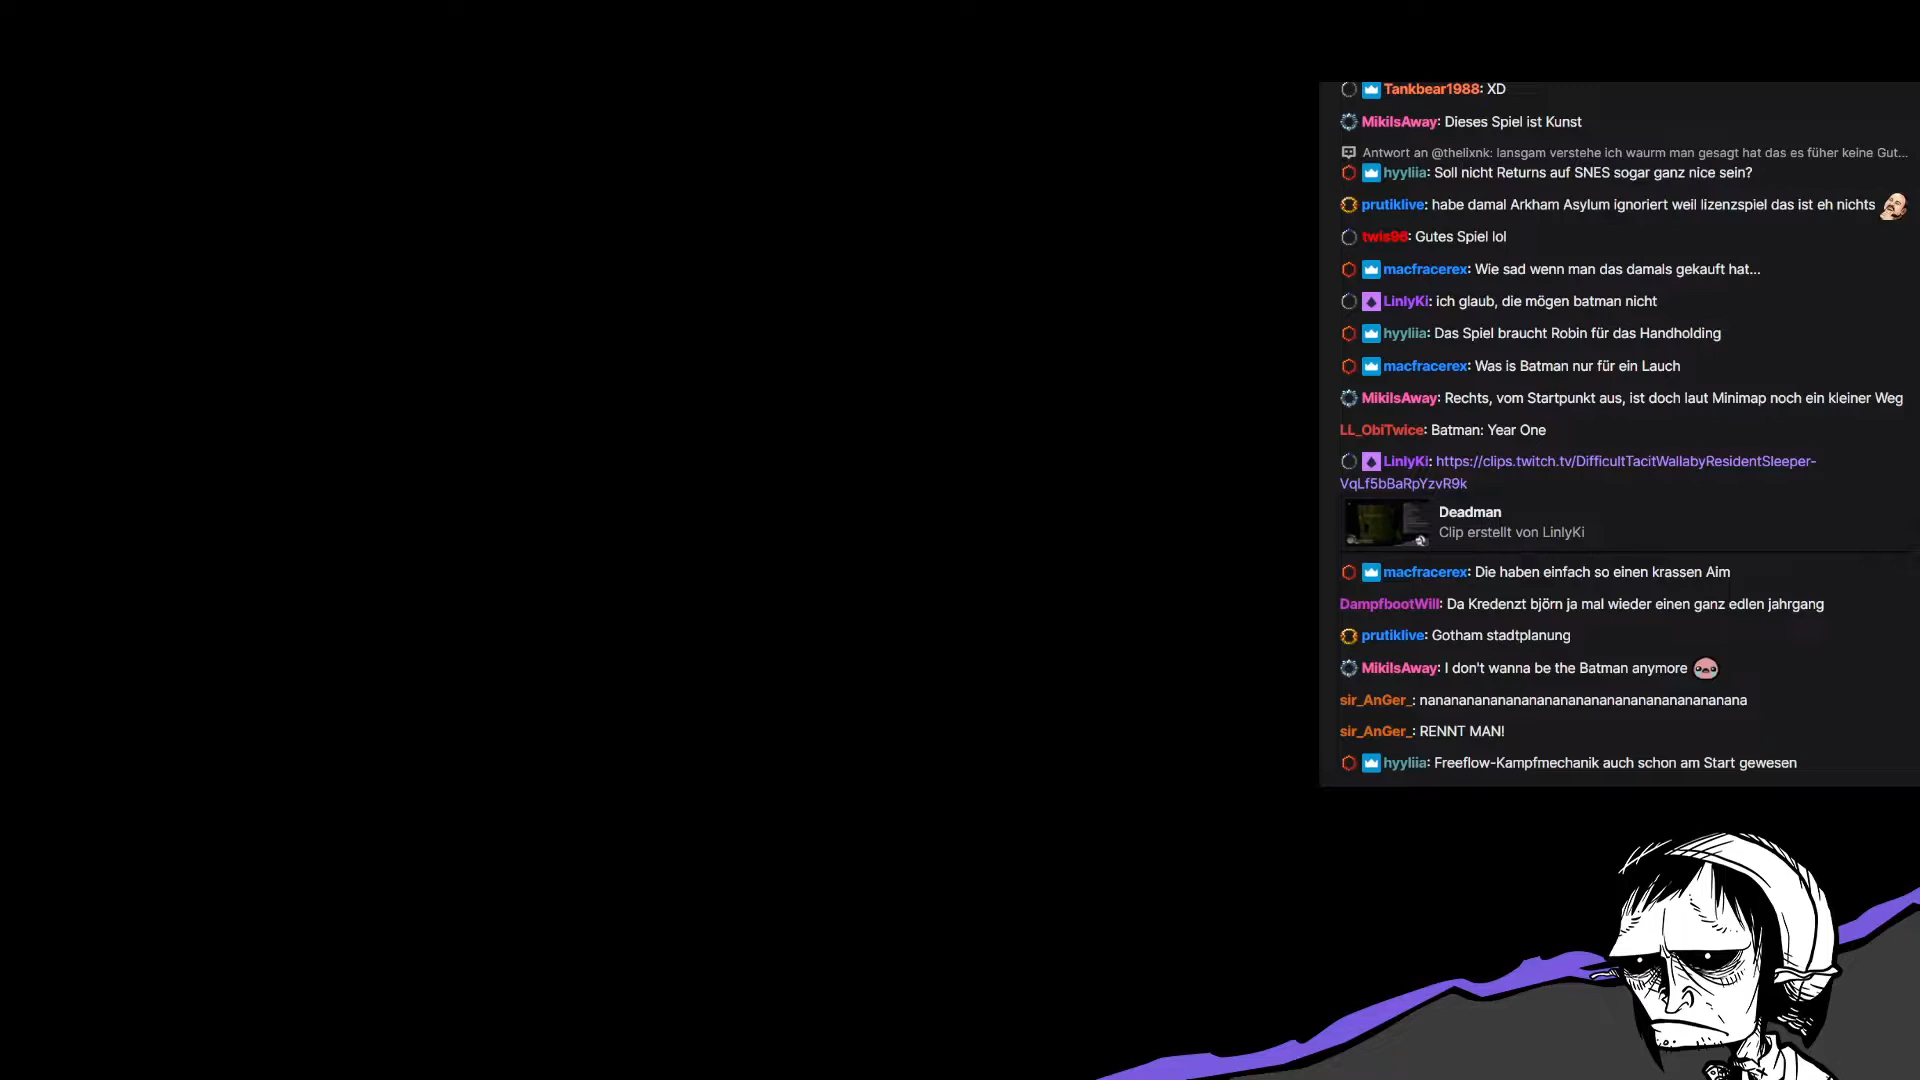 Tankbear1988: XD
MikilsAway: Dieses Spiel ist Kunst
Antwort an @thelixnk: lansgam verstehe ich waurm man gesagt hat das es füher keine Gut...
hyyliia: Soll nicht Returns auf SNES sogar ganz nice sein?
prutiklive: habe damal Arkham Asylum ignoriert weil lizenzspiel das ist eh nichts
twis96: Gutes Spiel lol
macfracerex: Wie sad wenn man das damals gekauft hat...
LinlyKi: ich glaub, die mögen batman nicht
hyyliia: Das Spiel braucht Robin für das Handholding
macfracerex: Was is Batman nur für ein Lauch
MikilsAway: Rechts, vom Startpunkt aus, ist doch laut Minimap noch ein kleiner Weg
LL_ObiTwice: Batman: Year One
LinlyKi: https://clips.twitch.tv/DifficultTacitWallabyResidentSleeper-
VqLf5bBaRpYzvR9k
Deadman
Clip erstellt von LinlyKi
macfracerex: Die haben einfach so einen krassen Aim
DampfbootWill: Da Kredenzt björn ja mal wieder einen ganz edlen jahrgang
prutiklive: Gotham stadtplanung
MikilsAway: I don't wanna be the Batman anymore
sir_AnGer_: nananananananananananananananananananananana
sir_AnGer_: RENNT MAN!
hyyliia: Freeflow-Kampfmechanik auch schon am Start gewesen